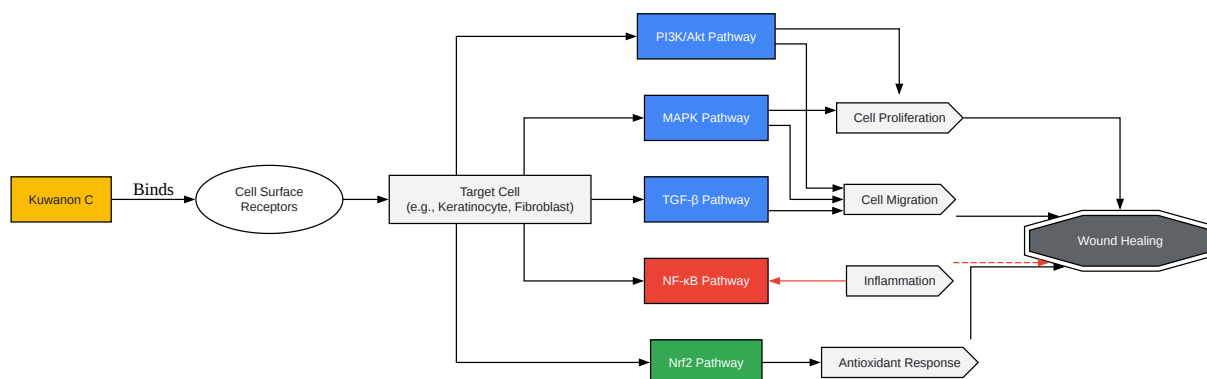 PI3K/Akt Pathway
MAPK Pathway
Cell Proliferation
Kuwanon C
Binds
Cell Surface
Receptors
Target Cell
(e.g., Keratinocyte, Fibroblast)
TGF-β Pathway
Cell Migration
Wound Healing
NF-κB Pathway
Inflammation
Nrf2 Pathway
Antioxidant Response